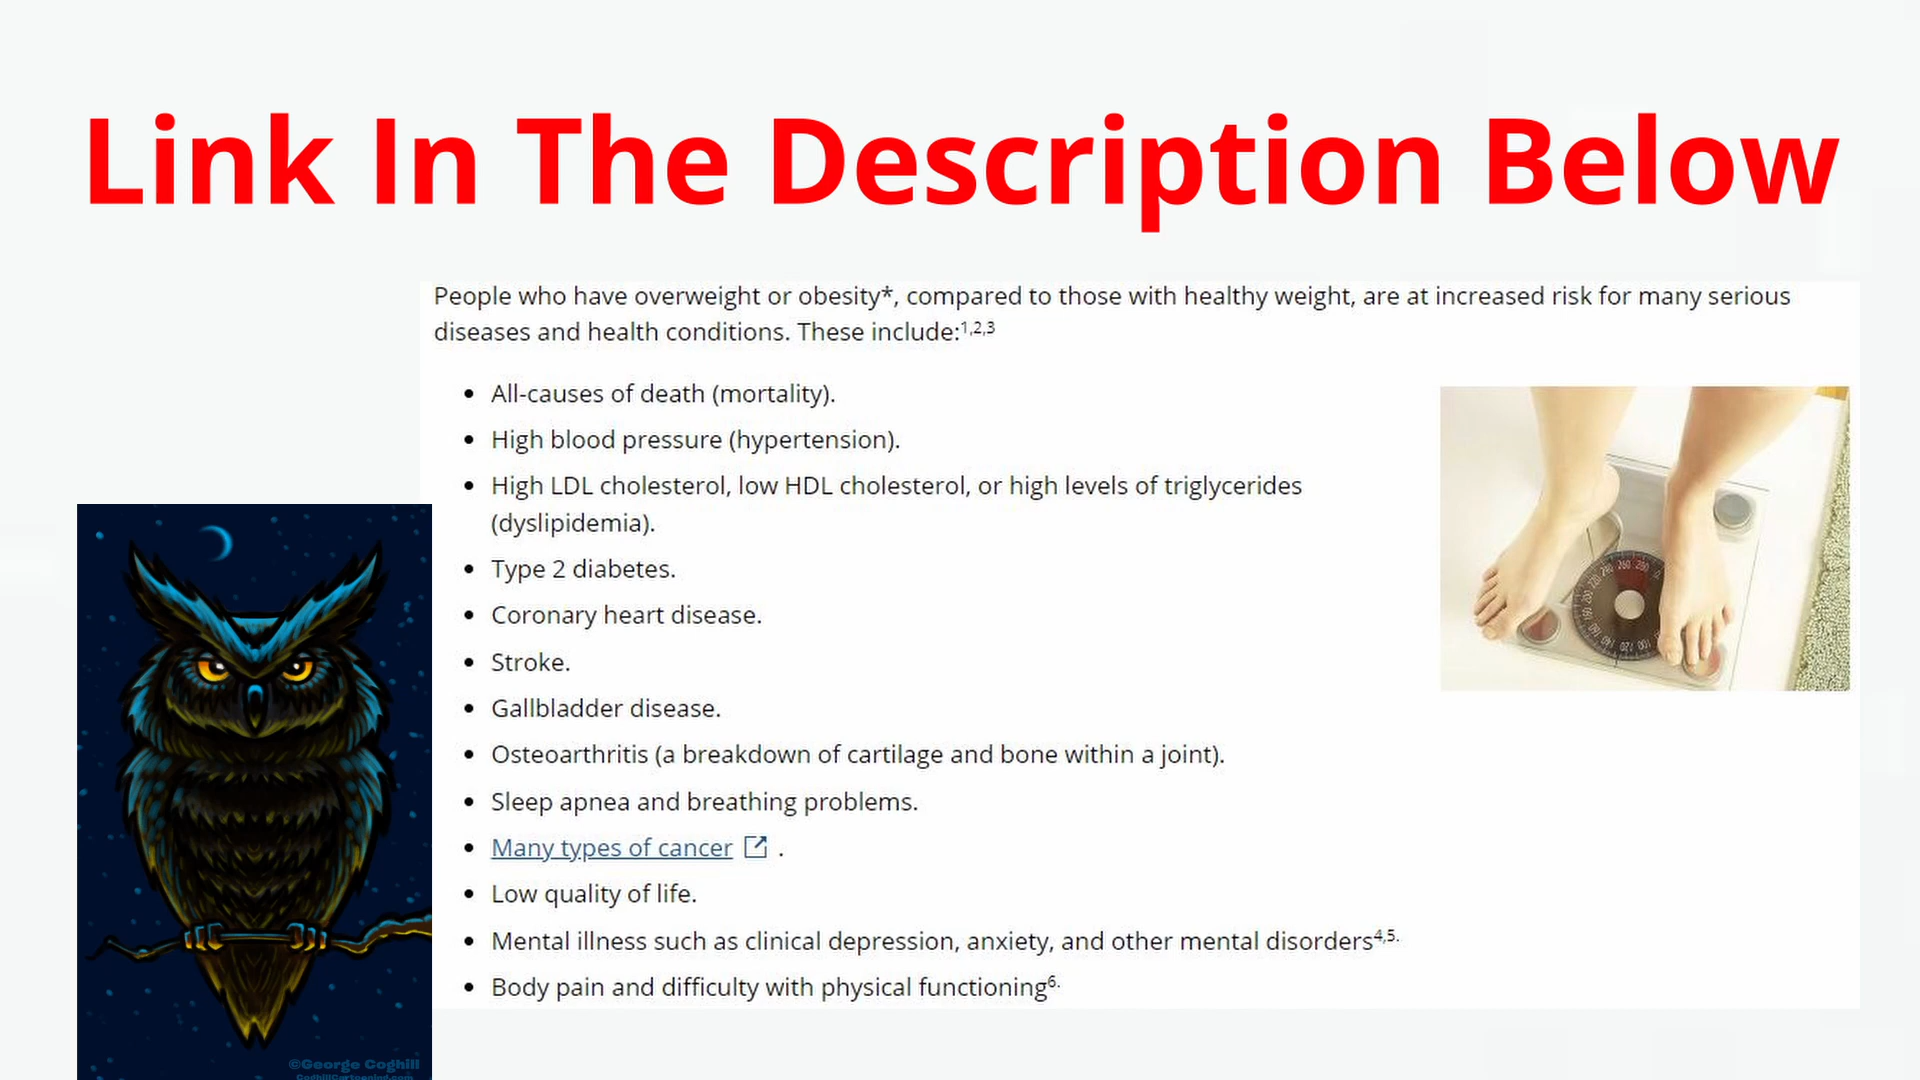 Link In The Description Below
People who have overweight or obesity*, compared to those with healthy weight, are at increased risk for many serious
diseases and health conditions. These include:1,2,3
• All-causes of death (mortality).
• High blood pressure (hypertension).
• High LDL cholesterol, low HDL cholesterol, or high levels of triglycerides
(dyslipidemia).
• Type 2 diabetes.
• Coronary heart disease.
• Stroke.
• Gallbladder disease.
• Osteoarthritis (a breakdown of cartilage and bone within a joint).
• Sleep apnea and breathing problems.
• Many types of cancer .
• Low quality of life.
• Mental illness such as clinical depression, anxiety, and other mental disorders4,5.
• Body pain and difficulty with physical functioning6.
©George Coghill